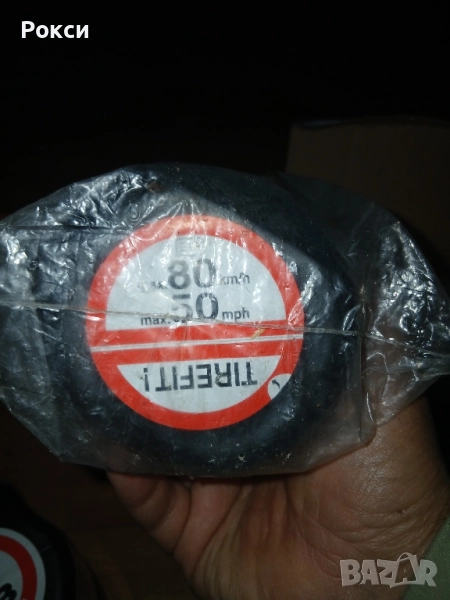 Рокси
80 km/h
max. 50 mph
TIREFIT!
BAZAR